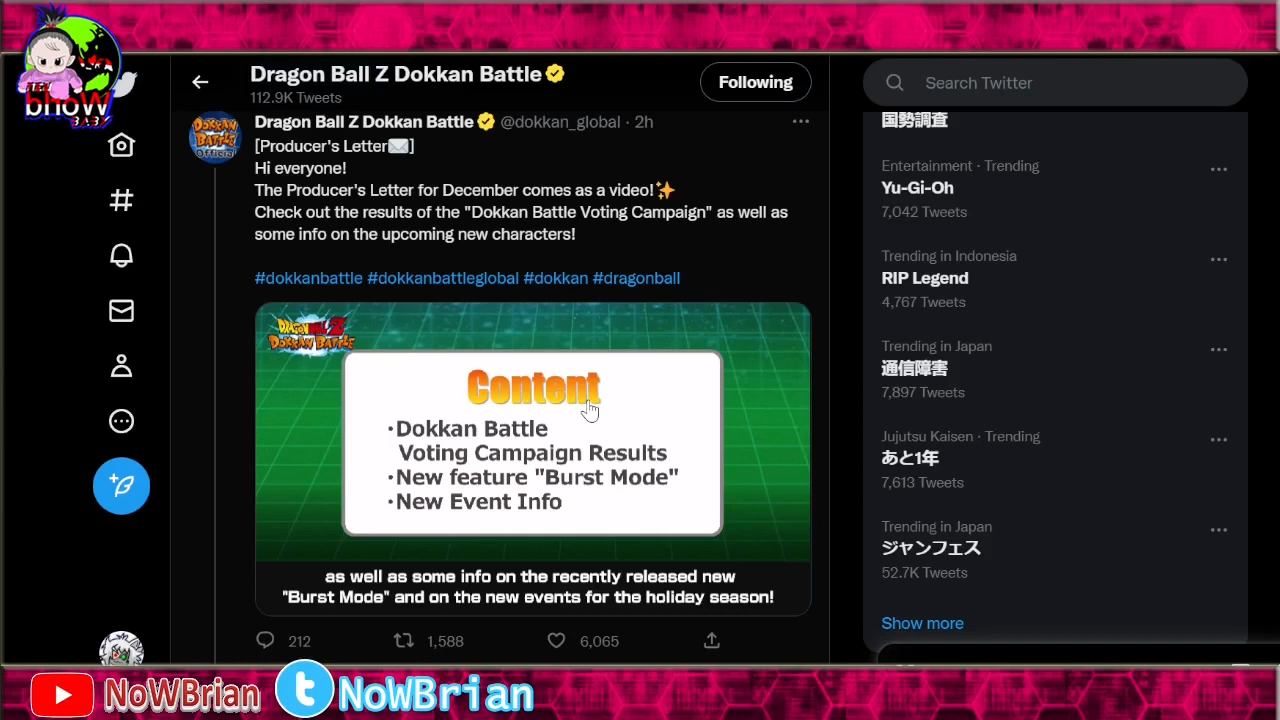 bhoW
BABY
Dragon Ball Z Dokkan Battle
112.9K Tweets
Following
Dragon Ball Z Dokkan Battle @dokkan_global · 2h
[Producer's Letter✉️]
Hi everyone!
The Producer's Letter for December comes as a video!✨
Check out the results of the "Dokkan Battle Voting Campaign" as well as
some info on the upcoming new characters!
#dokkanbattle #dokkanbattleglobal #dokkan #dragonball
DRAGON BALL Z
DOKKAN BATTLE
Content
·Dokkan Battle
Voting Campaign Results
·New feature "Burst Mode"
·New Event Info
as well as some info on the recently released new
"Burst Mode" and on the new events for the holiday season!
212
1,588
6,065
Search Twitter
国勢調査
Entertainment · Trending
Yu-Gi-Oh
7,042 Tweets
Trending in Indonesia
RIP Legend
4,767 Tweets
Trending in Japan
通信障害
7,897 Tweets
Jujutsu Kaisen · Trending
あと1年
7,613 Tweets
Trending in Japan
ジャンフェス
52.7K Tweets
Show more
NoWBrian
NoWBrian